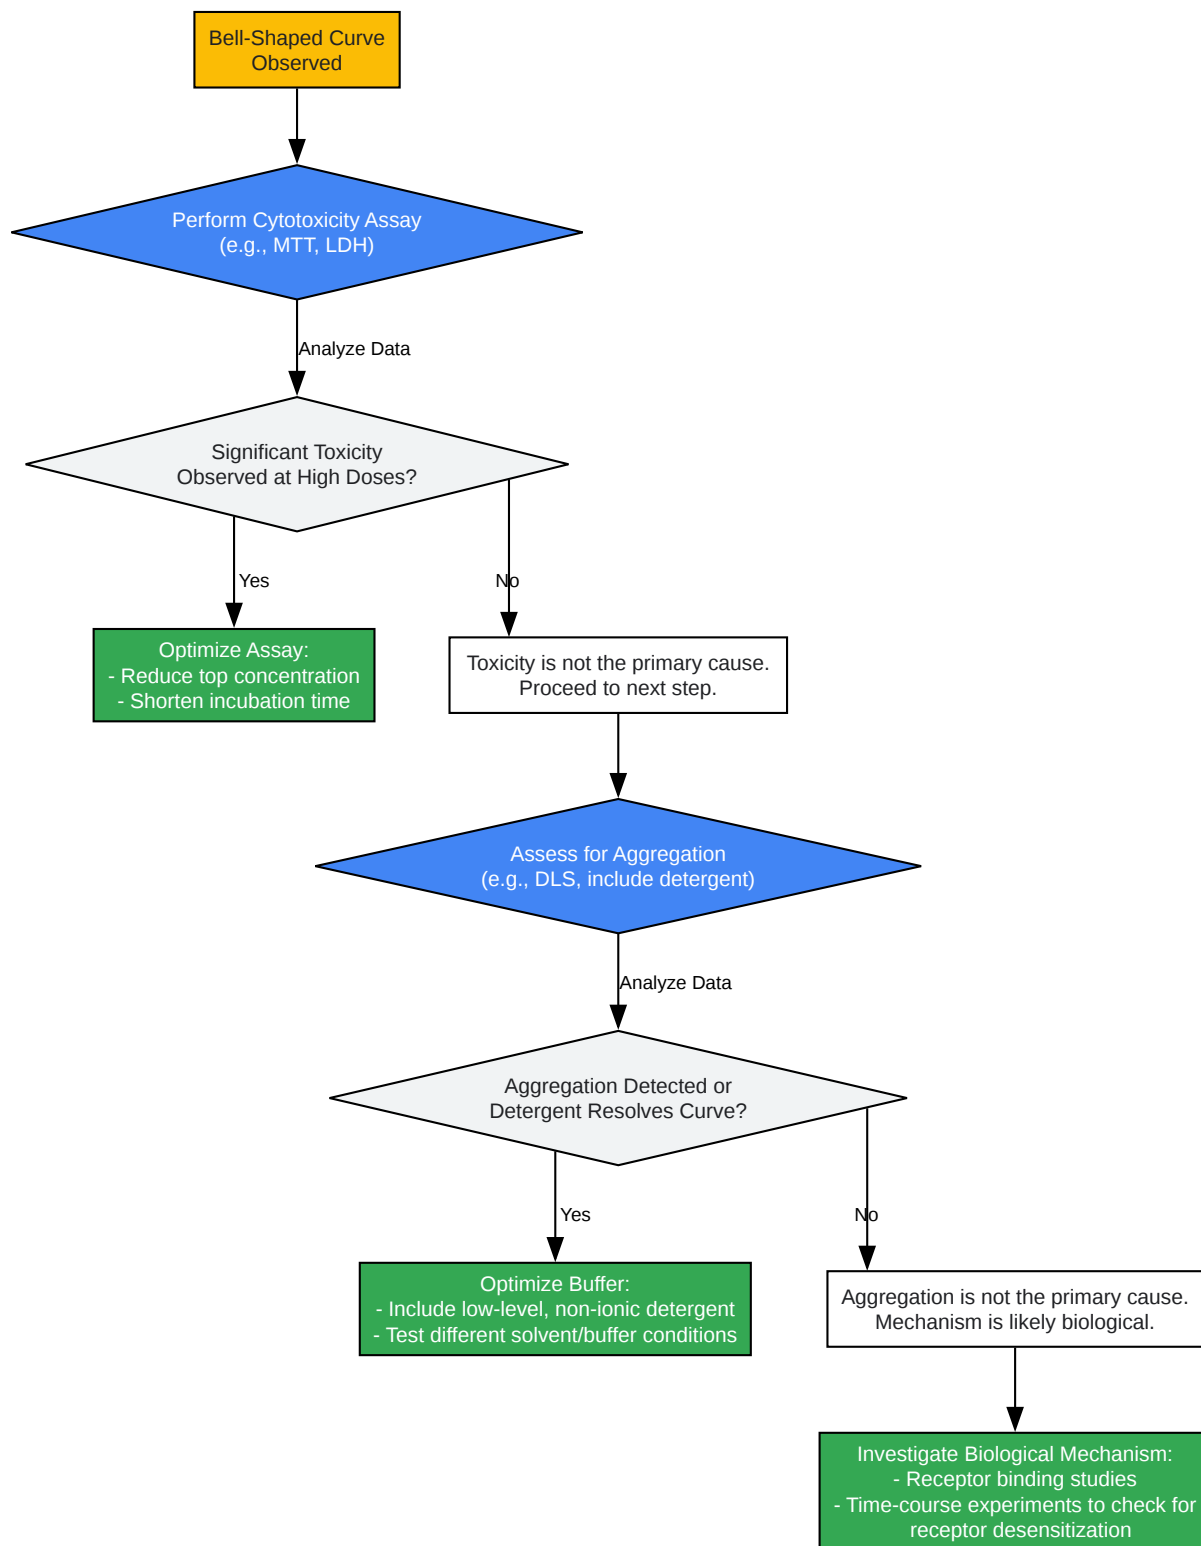 Bell-Shaped Curve
Observed
Perform Cytotoxicity Assay
(e.g., MTT, LDH)
Analyze Data
Significant Toxicity
Observed at High Doses?
Yes
No
Optimize Assay:
- Reduce top concentration
- Shorten incubation time
Toxicity is not the primary cause.
Proceed to next step.
Assess for Aggregation
(e.g., DLS, include detergent)
Analyze Data
Aggregation Detected or
Detergent Resolves Curve?
Yes
No
Optimize Buffer:
- Include low-level, non-ionic detergent
- Test different solvent/buffer conditions
Aggregation is not the primary cause.
Mechanism is likely biological.
Investigate Biological Mechanism:
- Receptor binding studies
- Time-course experiments to check for
receptor desensitization